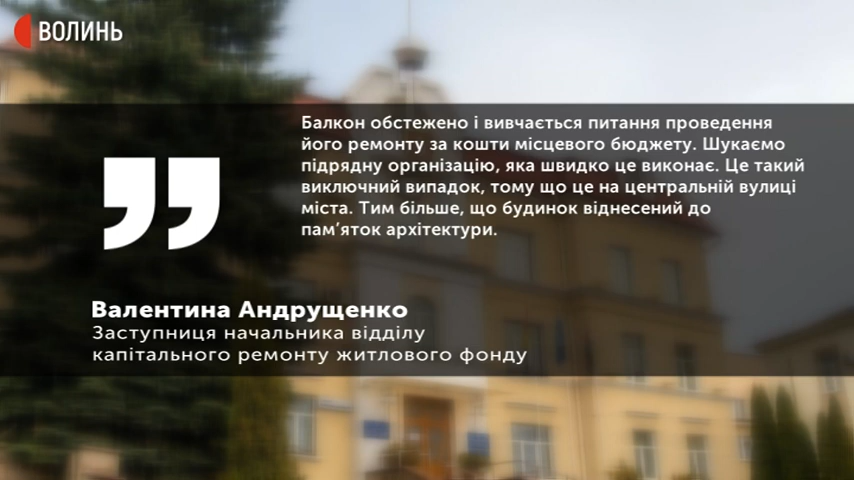 ВОЛИНЬ
Балкон обстежено і вивчається питання проведення
його ремонту за кошти місцевого бюджету. Шукаємо
підрядну організацію, яка швидко це виконає. Це такий
виключний випадок, тому що це на центральній вулиці
міста. Тим більше, що будинок віднесений до
пам’яток архітектури.
Валентина Андрущенко
Заступниця начальника відділу
капітального ремонту житлового фонду